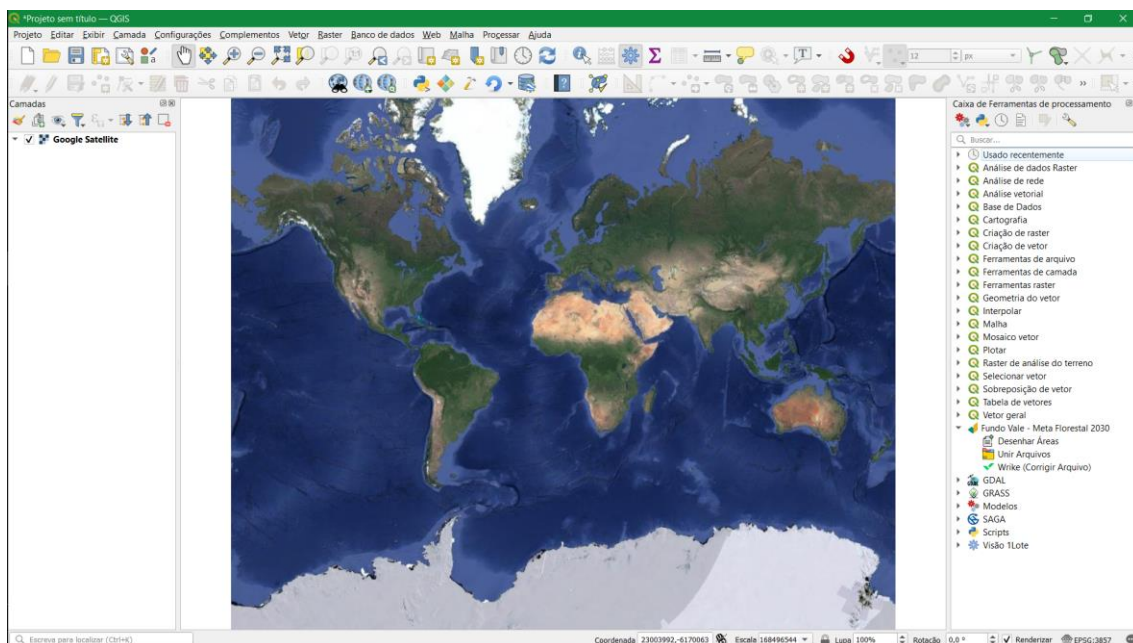 *Projeto sem título — QGIS
Projeto Editar Exibir Camada Configurações Complementos Vetor Raster Banco de dados Web Malha Processar Ajuda
12 px
Camadas
Google Satellite
Caixa de Ferramentas de processamento
Buscar...
Usado recentemente
Análise de dados Raster
Análise de rede
Análise vetorial
Base de Dados
Cartografia
Criação de raster
Criação de vetor
Ferramentas de arquivo
Ferramentas de camada
Ferramentas raster
Geometria do vetor
Interpolar
Malha
Mosaico vetor
Plotar
Raster de análise do terreno
Selecionar vetor
Sobreposição de vetor
Tabela de vetores
Vetor geral
Fundo Vale - Meta Florestal 2030
Desenhar Áreas
Unir Arquivos
Wrike (Corrigir Arquivo)
GDAL
GRASS
Modelos
SAGA
Scripts
Visão 1Lote
Escreva para localizar (Ctrl+K) Coordenada 23003992,-6170063 Escala 168496544 Lupa 100% Rotação 0,0 ° Renderizar EPSG:3857